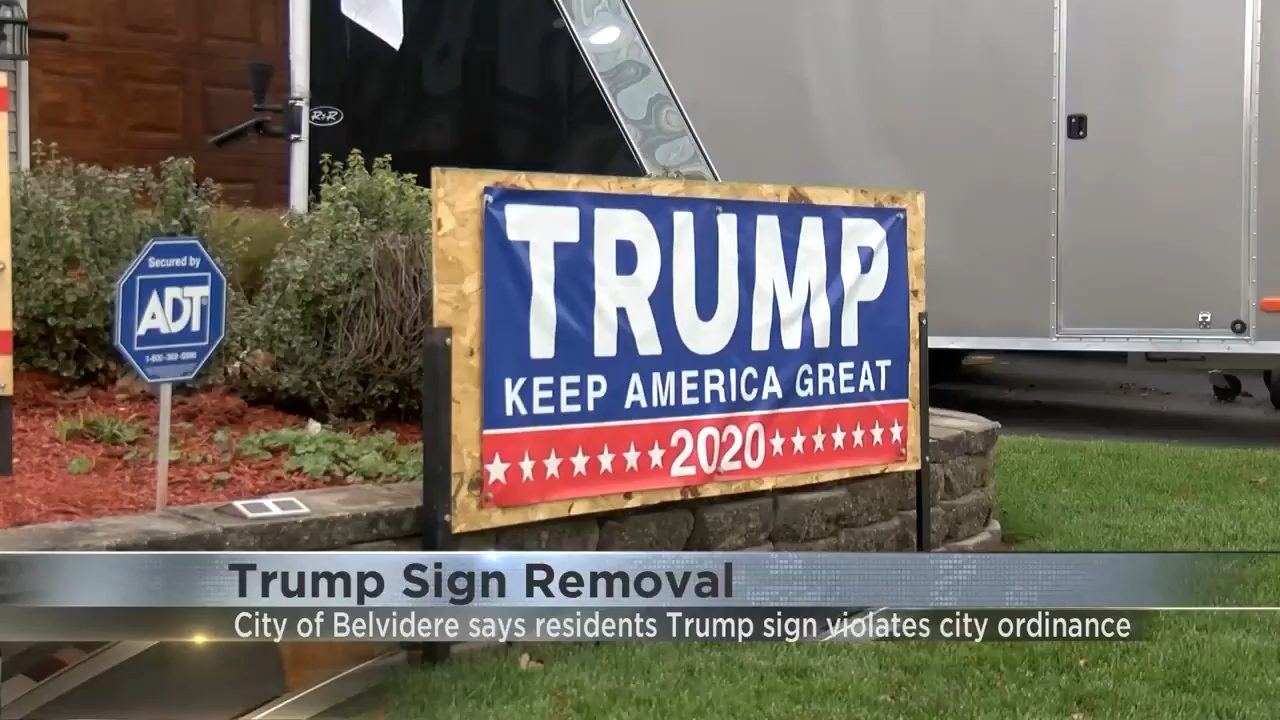 R&R
Secured by
ADT
TRUMP
KEEP AMERICA GREAT
2020
Trump Sign Removal
City of Belvidere says residents Trump sign violates city ordinance